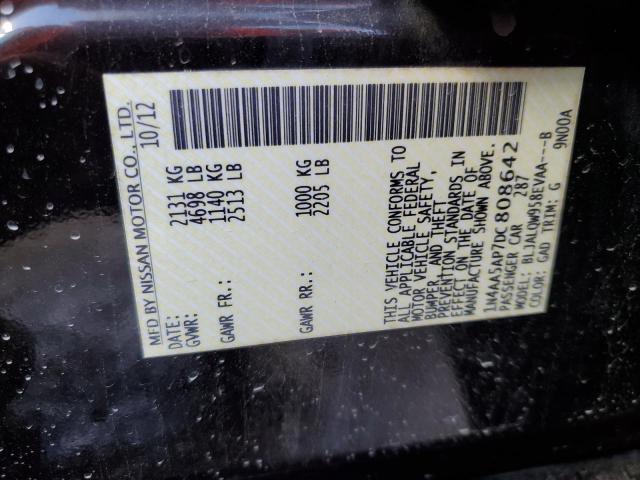 MFD BY NISSAN MOTOR CO., LTD.
DATE: 10/12
GVWR: 2131 KG
4698 LB
GAWR FR.: 1140 KG
2513 LB
GAWR RR.: 1000 KG
2205 LB
THIS VEHICLE CONFORMS TO
ALL APPLICABLE FEDERAL
MOTOR VEHICLE SAFETY,
BUMPER, AND THEFT
PREVENTION STANDARDS IN
EFFECT ON THE DATE OF
MANUFACTURE SHOWN ABOVE.
1N4AA5AP7DC808642
PASSENGER CAR 287
MODEL: BLJALQW958EVAA---B
COLOR: GAD TRIM: G 9N00A